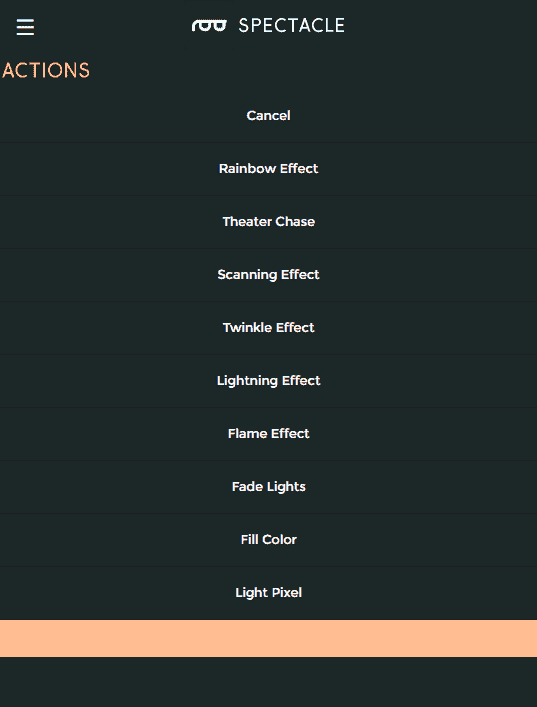 SPECTACLE
ACTIONS
Cancel
Rainbow Effect
Theater Chase
Scanning Effect
Twinkle Effect
Lightning Effect
Flame Effect
Fade Lights
Fill Color
Light Pixel